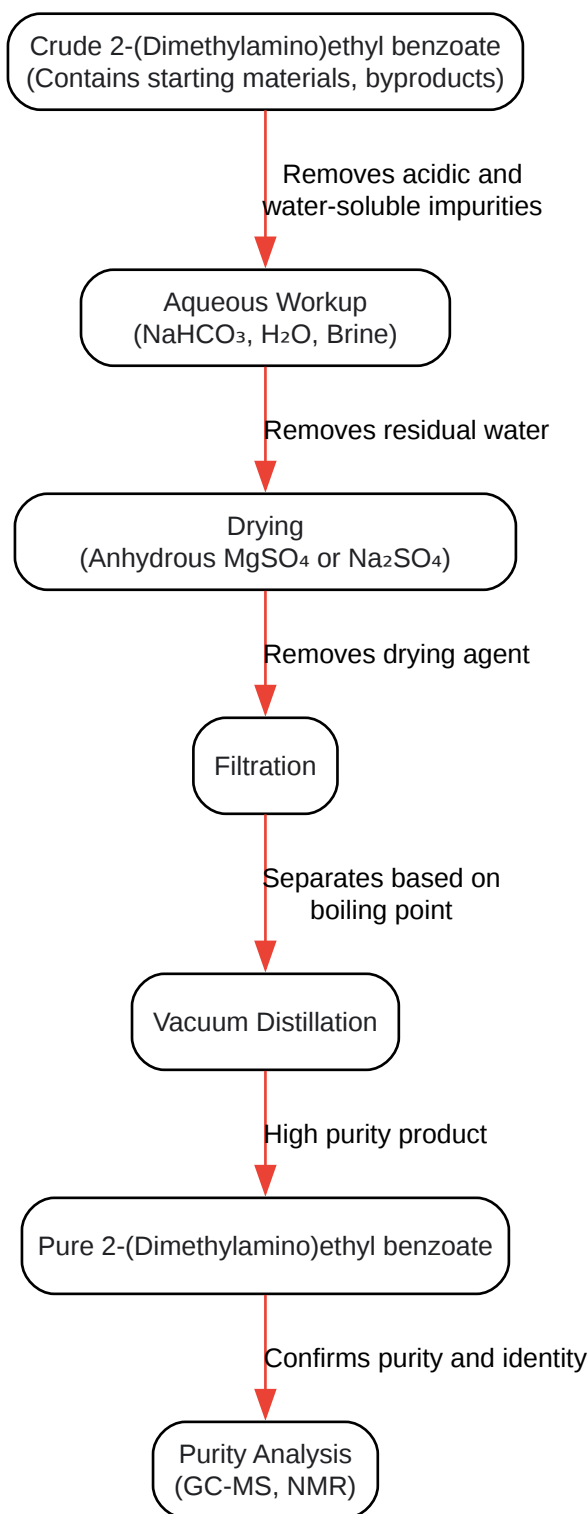 Crude 2-(Dimethylamino)ethyl benzoate
(Contains starting materials, byproducts)
Removes acidic and
water-soluble impurities
Aqueous Workup
(NaHCO₃, H₂O, Brine)
Removes residual water
Drying
(Anhydrous MgSO₄ or Na₂SO₄)
Removes drying agent
Filtration
Separates based on
boiling point
Vacuum Distillation
High purity product
Pure 2-(Dimethylamino)ethyl benzoate
Confirms purity and identity
Purity Analysis
(GC-MS, NMR)